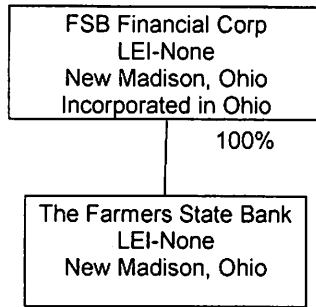 FSB Financial Corp
LEI-None
New Madison, Ohio
Incorporated in Ohio
100%
The Farmers State Bank
LEI-None
New Madison, Ohio